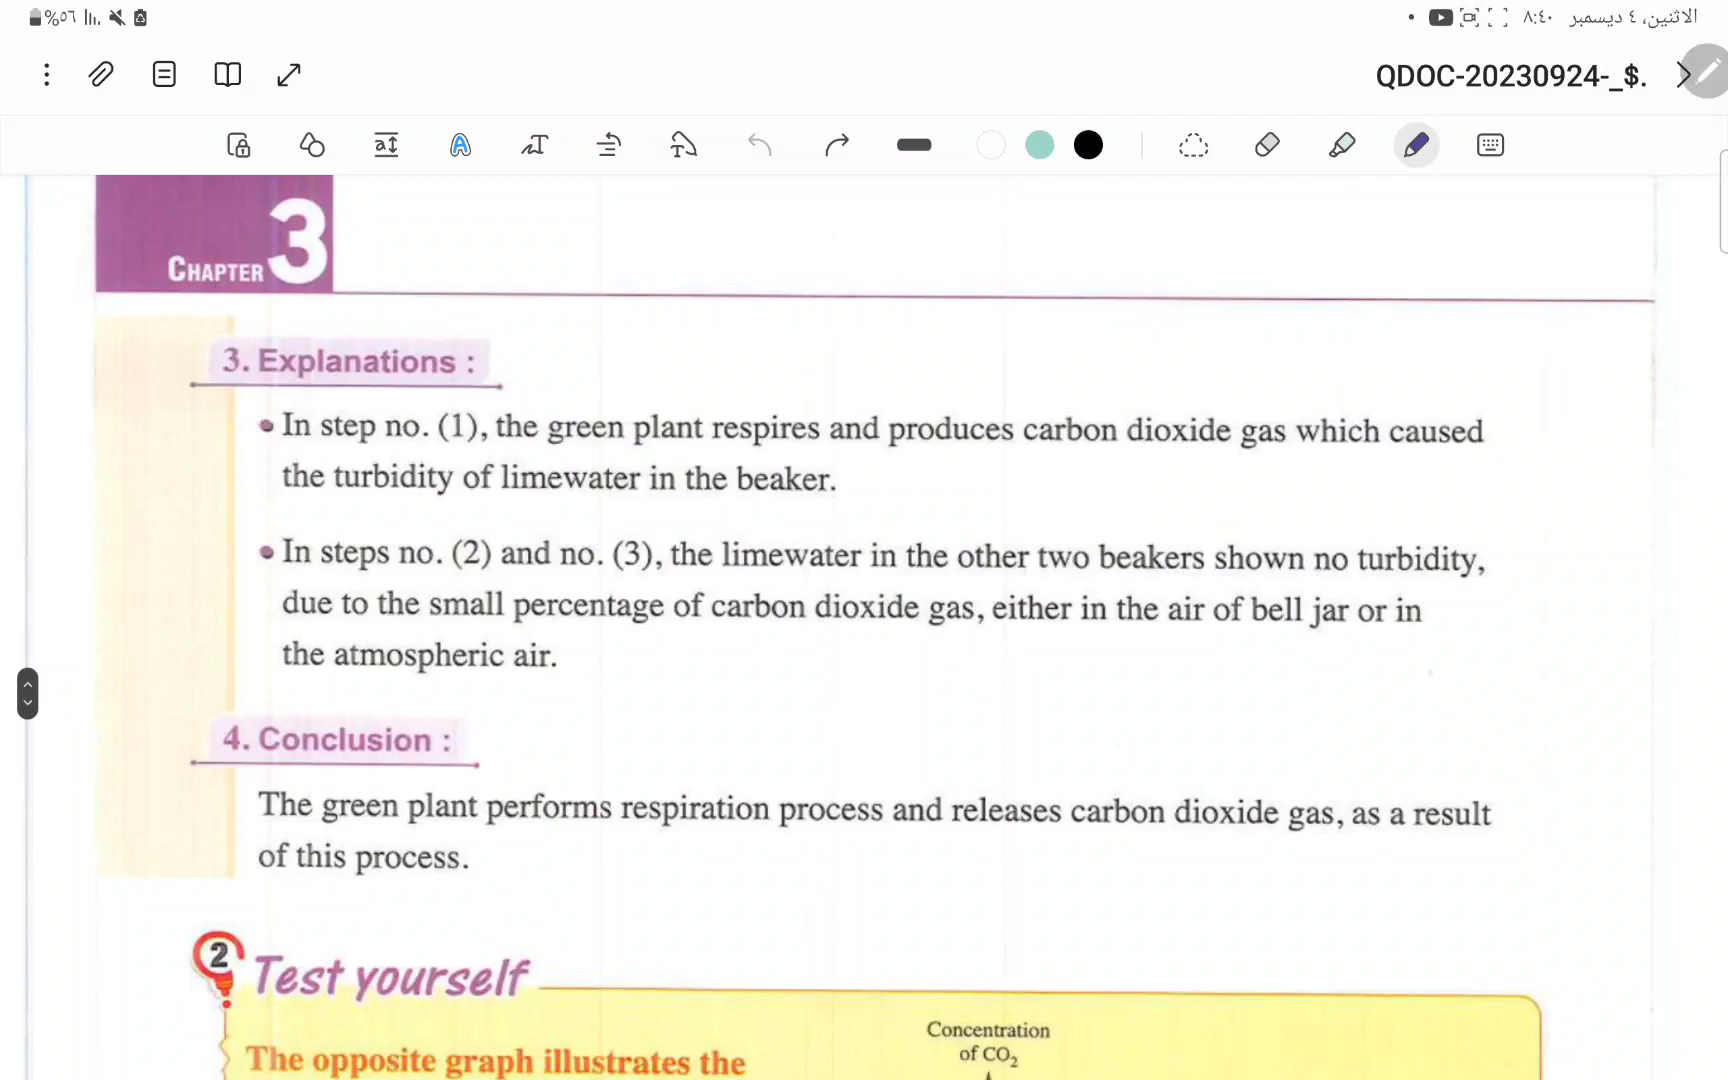 %٥٦
الاثنين، ٤ ديسمبر ٨:٤٠
QDOC-20230924-_$.
CHAPTER 3
3. Explanations :
• In step no. (1), the green plant respires and produces carbon dioxide gas which caused
the turbidity of limewater in the beaker.
• In steps no. (2) and no. (3), the limewater in the other two beakers shown no turbidity,
due to the small percentage of carbon dioxide gas, either in the air of bell jar or in
the atmospheric air.
4. Conclusion :
The green plant performs respiration process and releases carbon dioxide gas, as a result
of this process.
2 Test yourself
The opposite graph illustrates the
Concentration
of CO₂